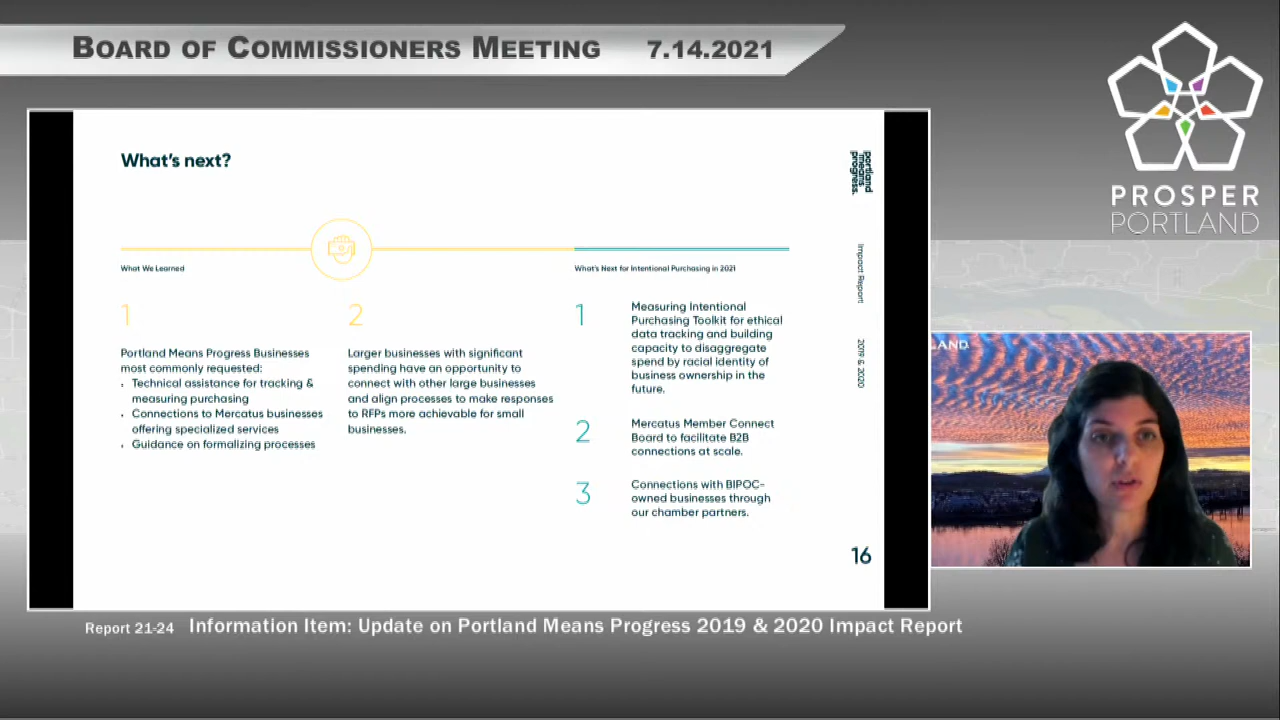 BOARD OF COMMISSIONERS MEETING 7.14.2021
PROSPER
PORTLAND
What's next?
portland
means
progress.
Impact Report!
2019 & 2020
What We Learned
What's Next for Intentional Purchasing in 2021
1
Portland Means Progress Businesses
most commonly requested:
• Technical assistance for tracking &
measuring purchasing
• Connections to Mercatus businesses
offering specialized services
• Guidance on formalizing processes
2
Larger businesses with significant
spending have an opportunity to
connect with other large businesses
and align processes to make responses
to RFPs more achievable for small
businesses.
1
Measuring Intentional
Purchasing Toolkit for ethical
data tracking and building
capacity to disaggregate
spend by racial identity of
business ownership in the
future.
2
Mercatus Member Connect
Board to facilitate B2B
connections at scale.
3
Connections with BIPOC-
owned businesses through
our chamber partners.
16
LAND
Report 21-24 Information Item: Update on Portland Means Progress 2019 & 2020 Impact Report